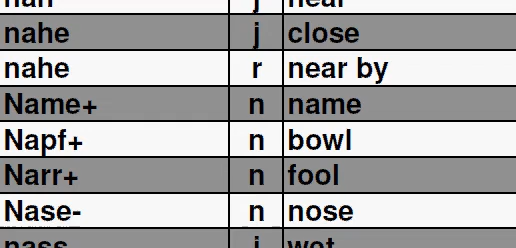 nah j near
nahe j close
nahe r near by
Name+ n name
Napf+ n bowl
Narr+ n fool
Nase- n nose
nass j wet